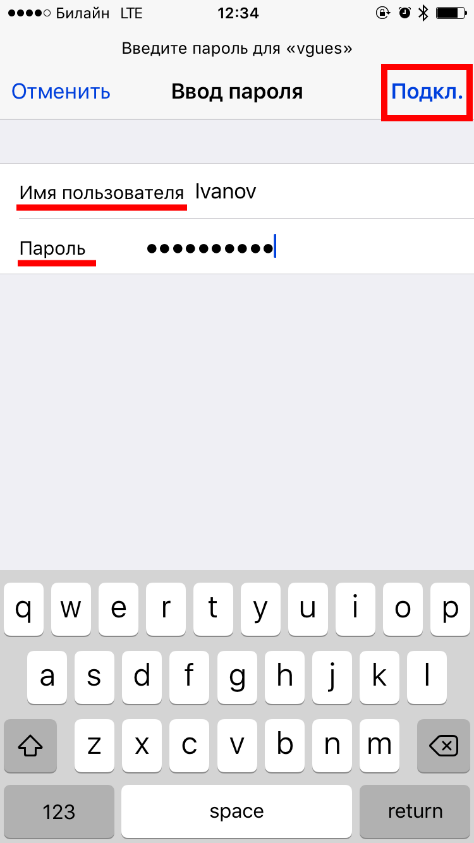 Билайн LTE 12:34
Введите пароль для «vgues»
Отменить Ввод пароля Подкл.
Имя пользователя Ivanov
Пароль ●●●●●●●●●●
q w e r t y u i o p
a s d f g h j k l
z x c v b n m
123 space return